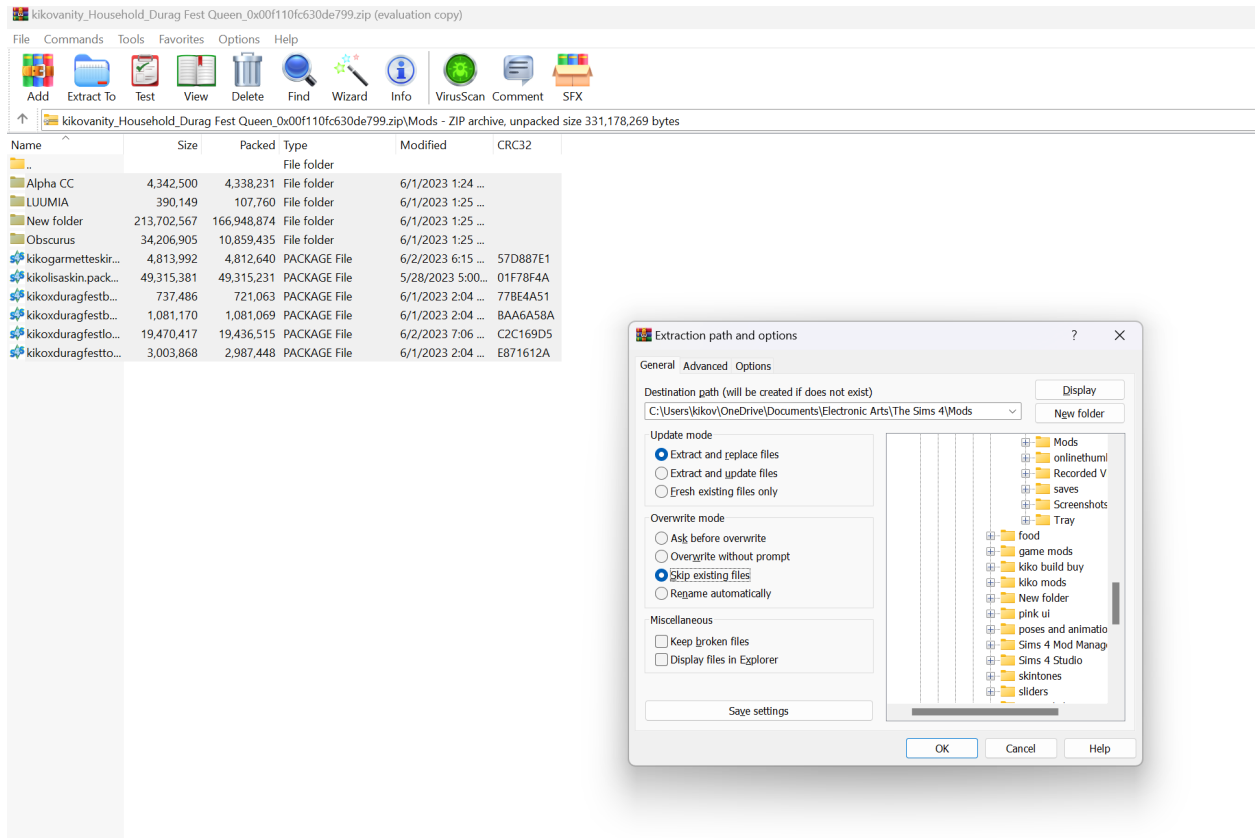 kikovanity_Household_Durag Fest Queen_0x00f110fc630de799.zip (evaluation copy)
File Commands Tools Favorites Options Help
Add Extract To Test View Delete Find Wizard Info VirusScan Comment SFX
kikovanity_Household_Durag Fest Queen_0x00f110fc630de799.zip\Mods - ZIP archive, unpacked size 331,178,269 bytes
Name Size Packed Type Modified CRC32
.. File folder
Alpha CC 4,342,500 4,338,231 File folder 6/1/2023 1:24 ...
LUUMIA 390,149 107,760 File folder 6/1/2023 1:25 ...
New folder 213,702,567 166,948,874 File folder 6/1/2023 1:25 ...
Obscurus 34,206,905 10,859,435 File folder 6/1/2023 1:25 ...
kikogarmetteskir... 4,813,992 4,812,640 PACKAGE File 6/2/2023 6:15 ... 57D887E1
kikolisaskin.pack... 49,315,381 49,315,231 PACKAGE File 5/28/2023 5:00... 01F78F4A
kikoxduragfestb... 737,486 721,063 PACKAGE File 6/1/2023 2:04 ... 77BE4A51
kikoxduragfestb... 1,081,170 1,081,069 PACKAGE File 6/1/2023 2:04 ... BAA6A58A
kikoxduragfestlo... 19,470,417 19,436,515 PACKAGE File 6/2/2023 7:06 ... C2C169D5
kikoxduragfestto... 3,003,868 2,987,448 PACKAGE File 6/1/2023 2:04 ... E871612A
Extraction path and options ?
General Advanced Options
Destination path (will be created if does not exist)
Display
C:\Users\kikov\OneDrive\Documents\Electronic Arts\The Sims 4\Mods
New folder
Update mode
Extract and replace files
Extract and update files
Fresh existing files only
Overwrite mode
Ask before overwrite
Overwrite without prompt
Skip existing files
Rename automatically
Miscellaneous
Keep broken files
Display files in Explorer
Save settings
Mods
onlinethuml
Recorded V
saves
Screenshots
Tray
food
game mods
kiko build buy
kiko mods
New folder
pink ui
poses and animatio
Sims 4 Mod Manag
Sims 4 Studio
skintones
sliders
OK Cancel Help